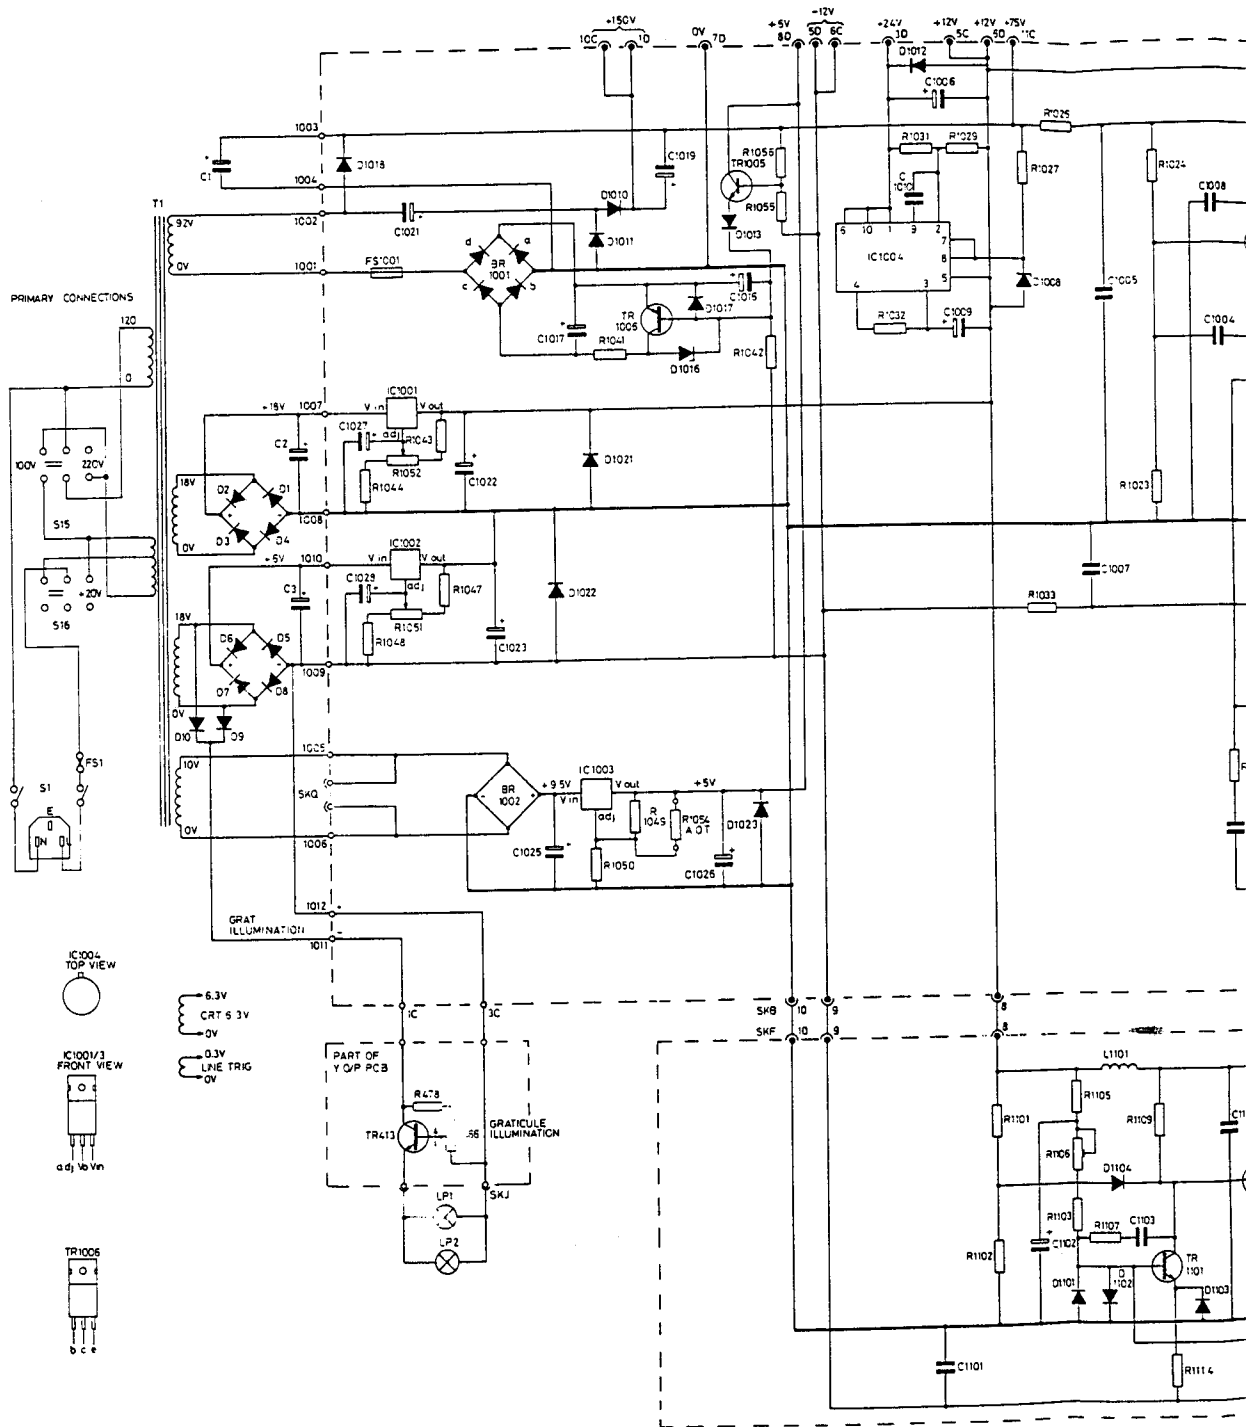 +150V
10C
1D
0V
7D
+5V
8D
-12V
5D
6C
+24V
3D
+12V
5C
+12V
6D
+75V
11C
D1012
C1006
1003
R1025
C1
D1018
C1019
R1056
TR1005
R1031
R1029
R1027
R1024
1004
C1008
T1
92V
1002
C1021
D1010
R1055
C
1010
D1013
6
10
1
9
2
D1011
d
a
BR
1001
c
b
IC1004
7
8
5
4
3
0V
1001
FS1001
D1008
C1005
PRIMARY CONNECTIONS
120
0
C1015
D1017
TR
1006
C1017
R1041
D1016
R1042
R1032
C1009
C1004
+18V
1007
IC1001
V in
V out
adj
C1027
R1043
C2
R1052
R1044
C1022
D1021
R1023
100V
220V
18V
D2
D1
D3
D4
0V
1008
S15
+5V
1010
IC1002
V in
V out
adj
C1029
R1047
C3
R1051
R1048
C1023
D1022
C1007
R1033
+20V
S16
18V
D6
D5
D7
D8
0V
1009
D10
D9
1005
10V
FS1
S1
E
N
L
SKQ
BR
1002
+9.5V
IC1003
V in
V out
adj
+5V
R
1049
R1054
A.O.T
D1023
0V
1006
C1025
R1050
C1026
1012
+
GRAT
ILLUMINATION
1011
-
IC1004
TOP VIEW
6.3V
CRT 6.3V
0V
1C
3C
SKB
10
9
8
SKF
10
9
8
0.3V
LINE TRIG
0V
IC1001/3
FRONT VIEW
adj Vo Vin
PART OF
Y O/P PCB
R478
TR413
GRATICULE
ILLUMINATION
LP1
SKJ
LP2
L1101
R1105
R1101
R1109
R1106
D1104
R1103
R1107
C1103
R1102
C1102
TR
1101
D1101
D
1102
D1103
TR1006
b c e
C1101
R1114